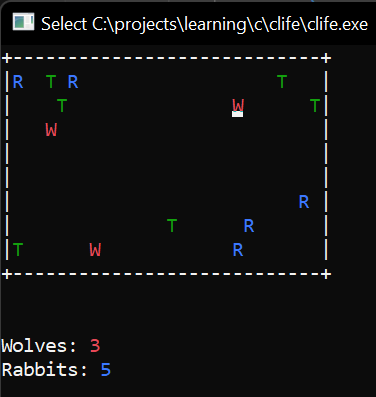 Select C:\projects\learning\c\clife\clife.exe
+----------------------------+
|R  T R                  T   |
|    T               W      T|
|   W                        |
|                            |
|                            |
|                          R |
|              T      R      |
|T      W            R       |
+----------------------------+
Wolves: 3
Rabbits: 5